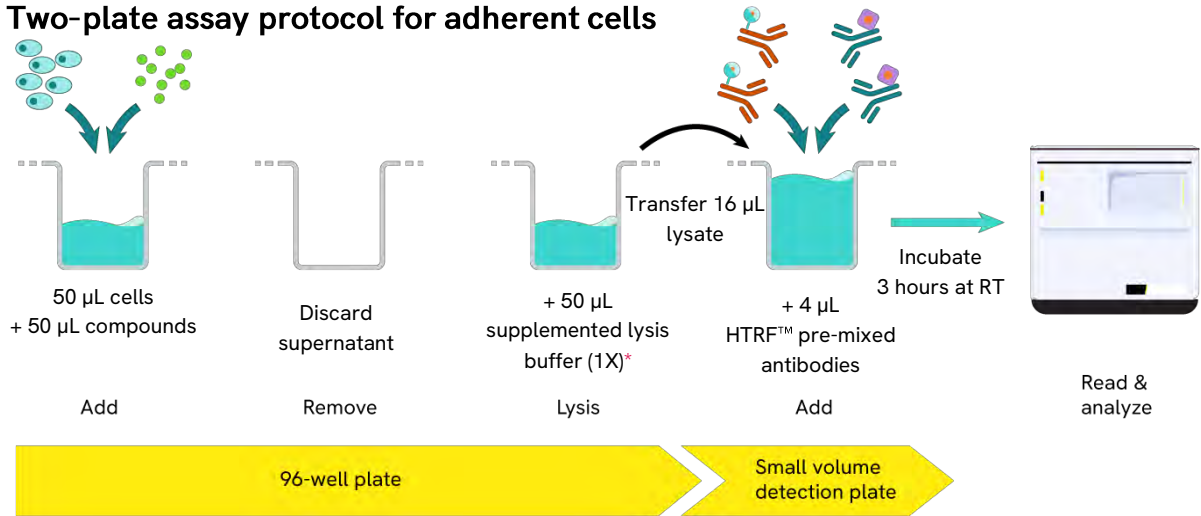 Two-plate assay protocol for adherent cells
50 µL cells
+ 50 µL compounds
Discard
supernatant
+ 50 µL
supplemented lysis
buffer (1X)*
Transfer 16 µL
lysate
+ 4 µL
HTRF™ pre-mixed
antibodies
Incubate
3 hours at RT
Add
Remove
Lysis
Add
Read &
analyze
96-well plate
Small volume
detection plate